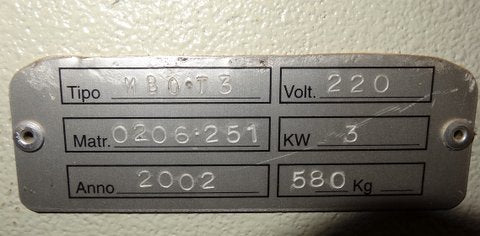 Tipo MBO·T3 Volt. 220
Matr. 0206·251 KW 3
Anno 2002 580 Kg